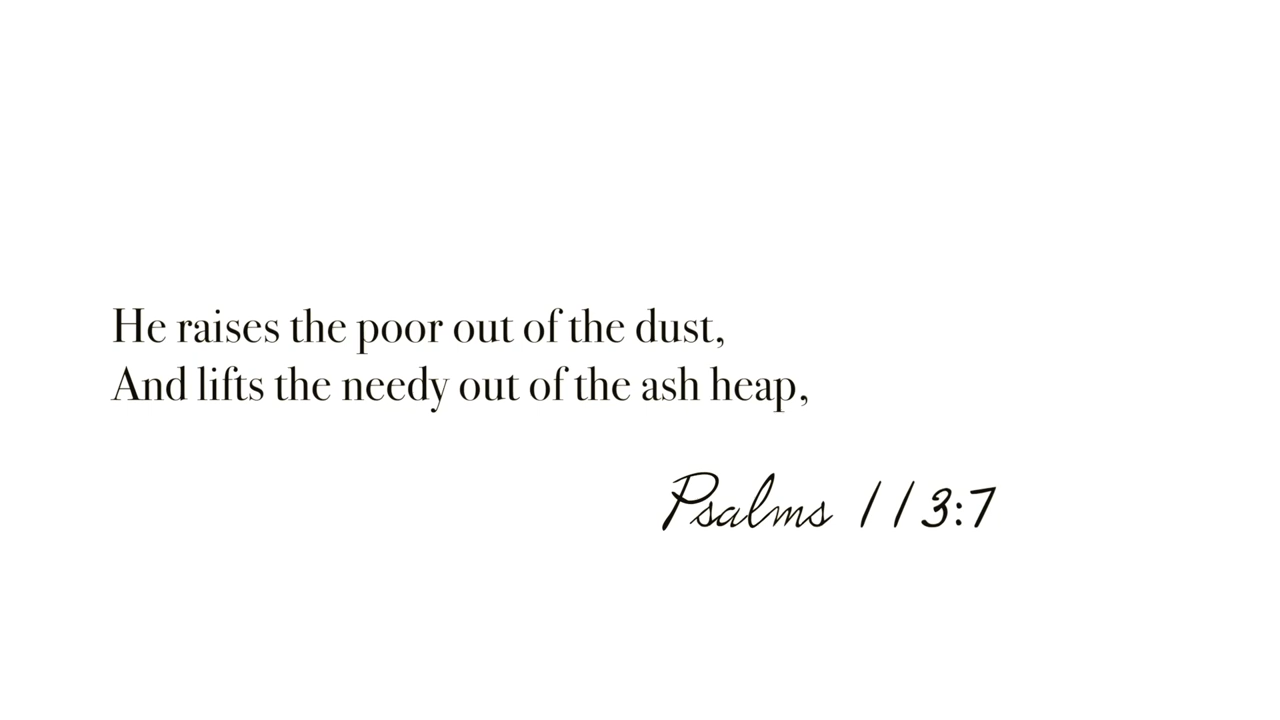 He raises the poor out of the dust,
And lifts the needy out of the ash heap,
Psalms 113:7